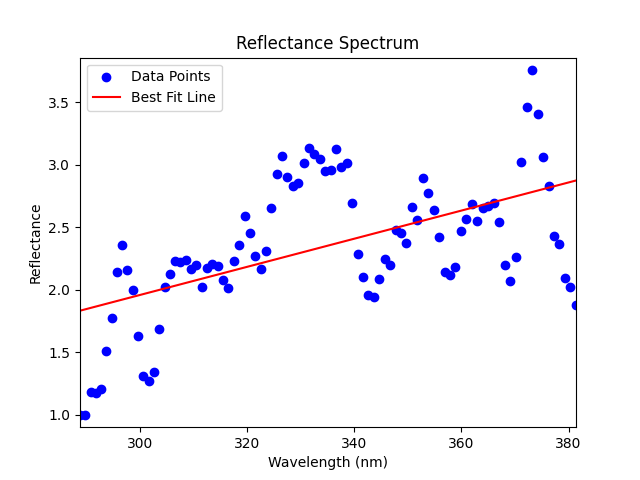 Reflectance Spectrum
Data Points
Best Fit Line
3.5
3.0
2.5
2.0
1.5
1.0
Reflectance
300
320
340
360
380
Wavelength (nm)